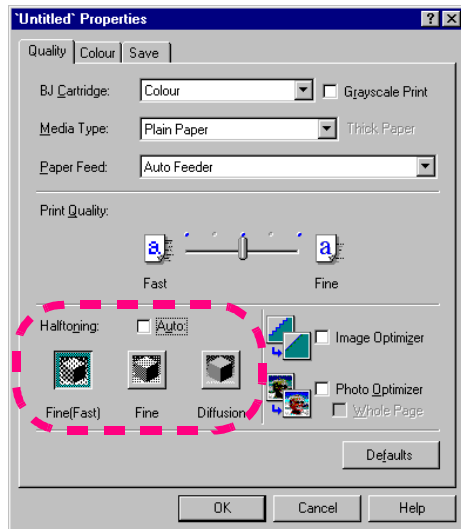 `Untitled` Properties
Quality Colour Save
BJ Cartridge: Colour Grayscale Print
Media Type: Plain Paper Thick Paper
Paper Feed: Auto Feeder
Print Quality:
a a
Fast Fine
Halftoning: Auto:
Image Optimizer
Photo Optimizer
Fine(Fast) Fine Diffusion Whole Page
Defaults
OK Cancel Help